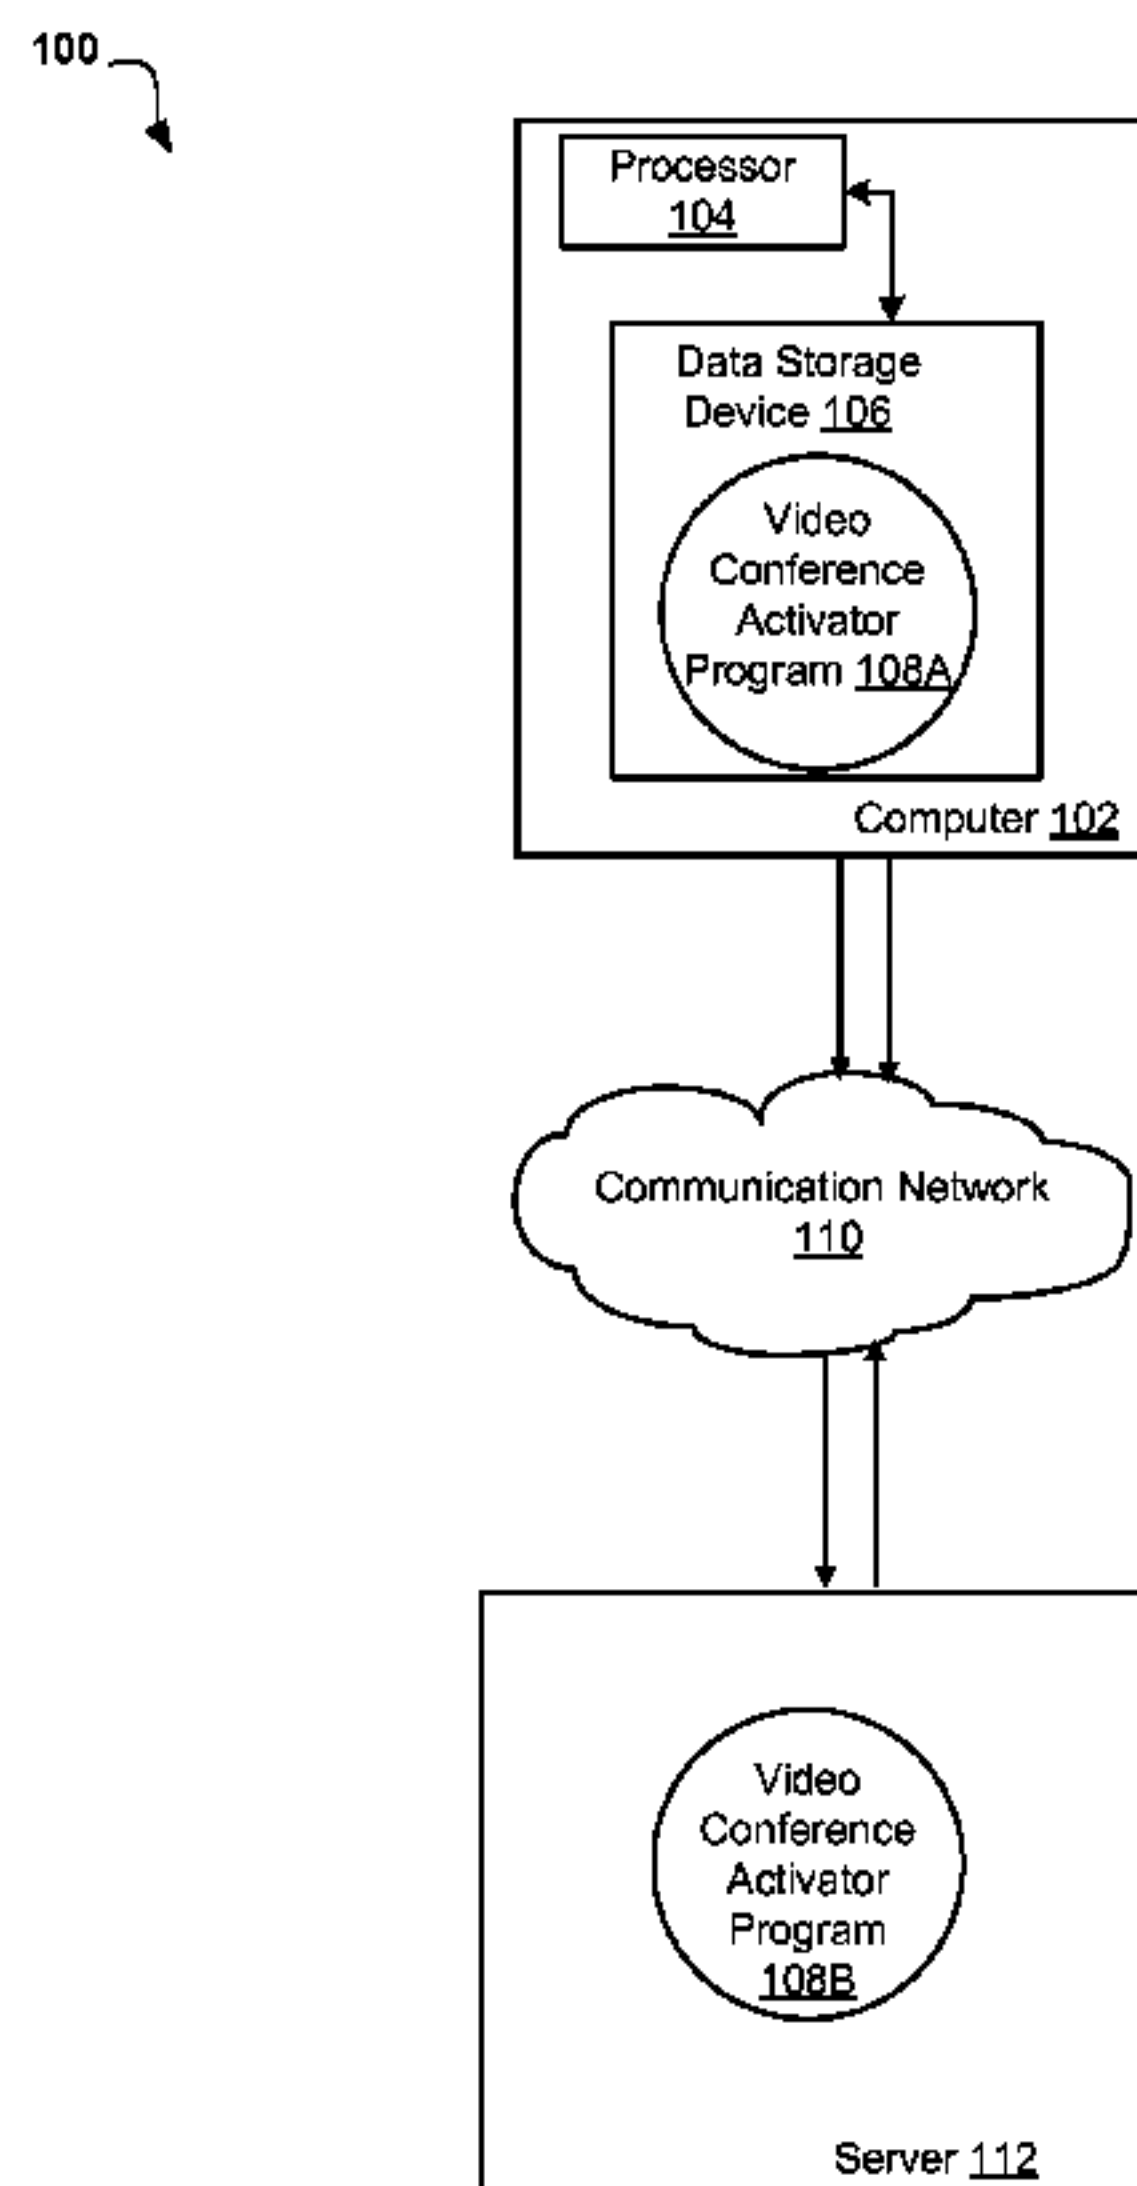 100
Processor
104
Data Storage
Device 106
Video
Conference
Activator
Program 108A
Computer 102
Communication Network
110
Video
Conference
Activator
Program
108B
Server 112